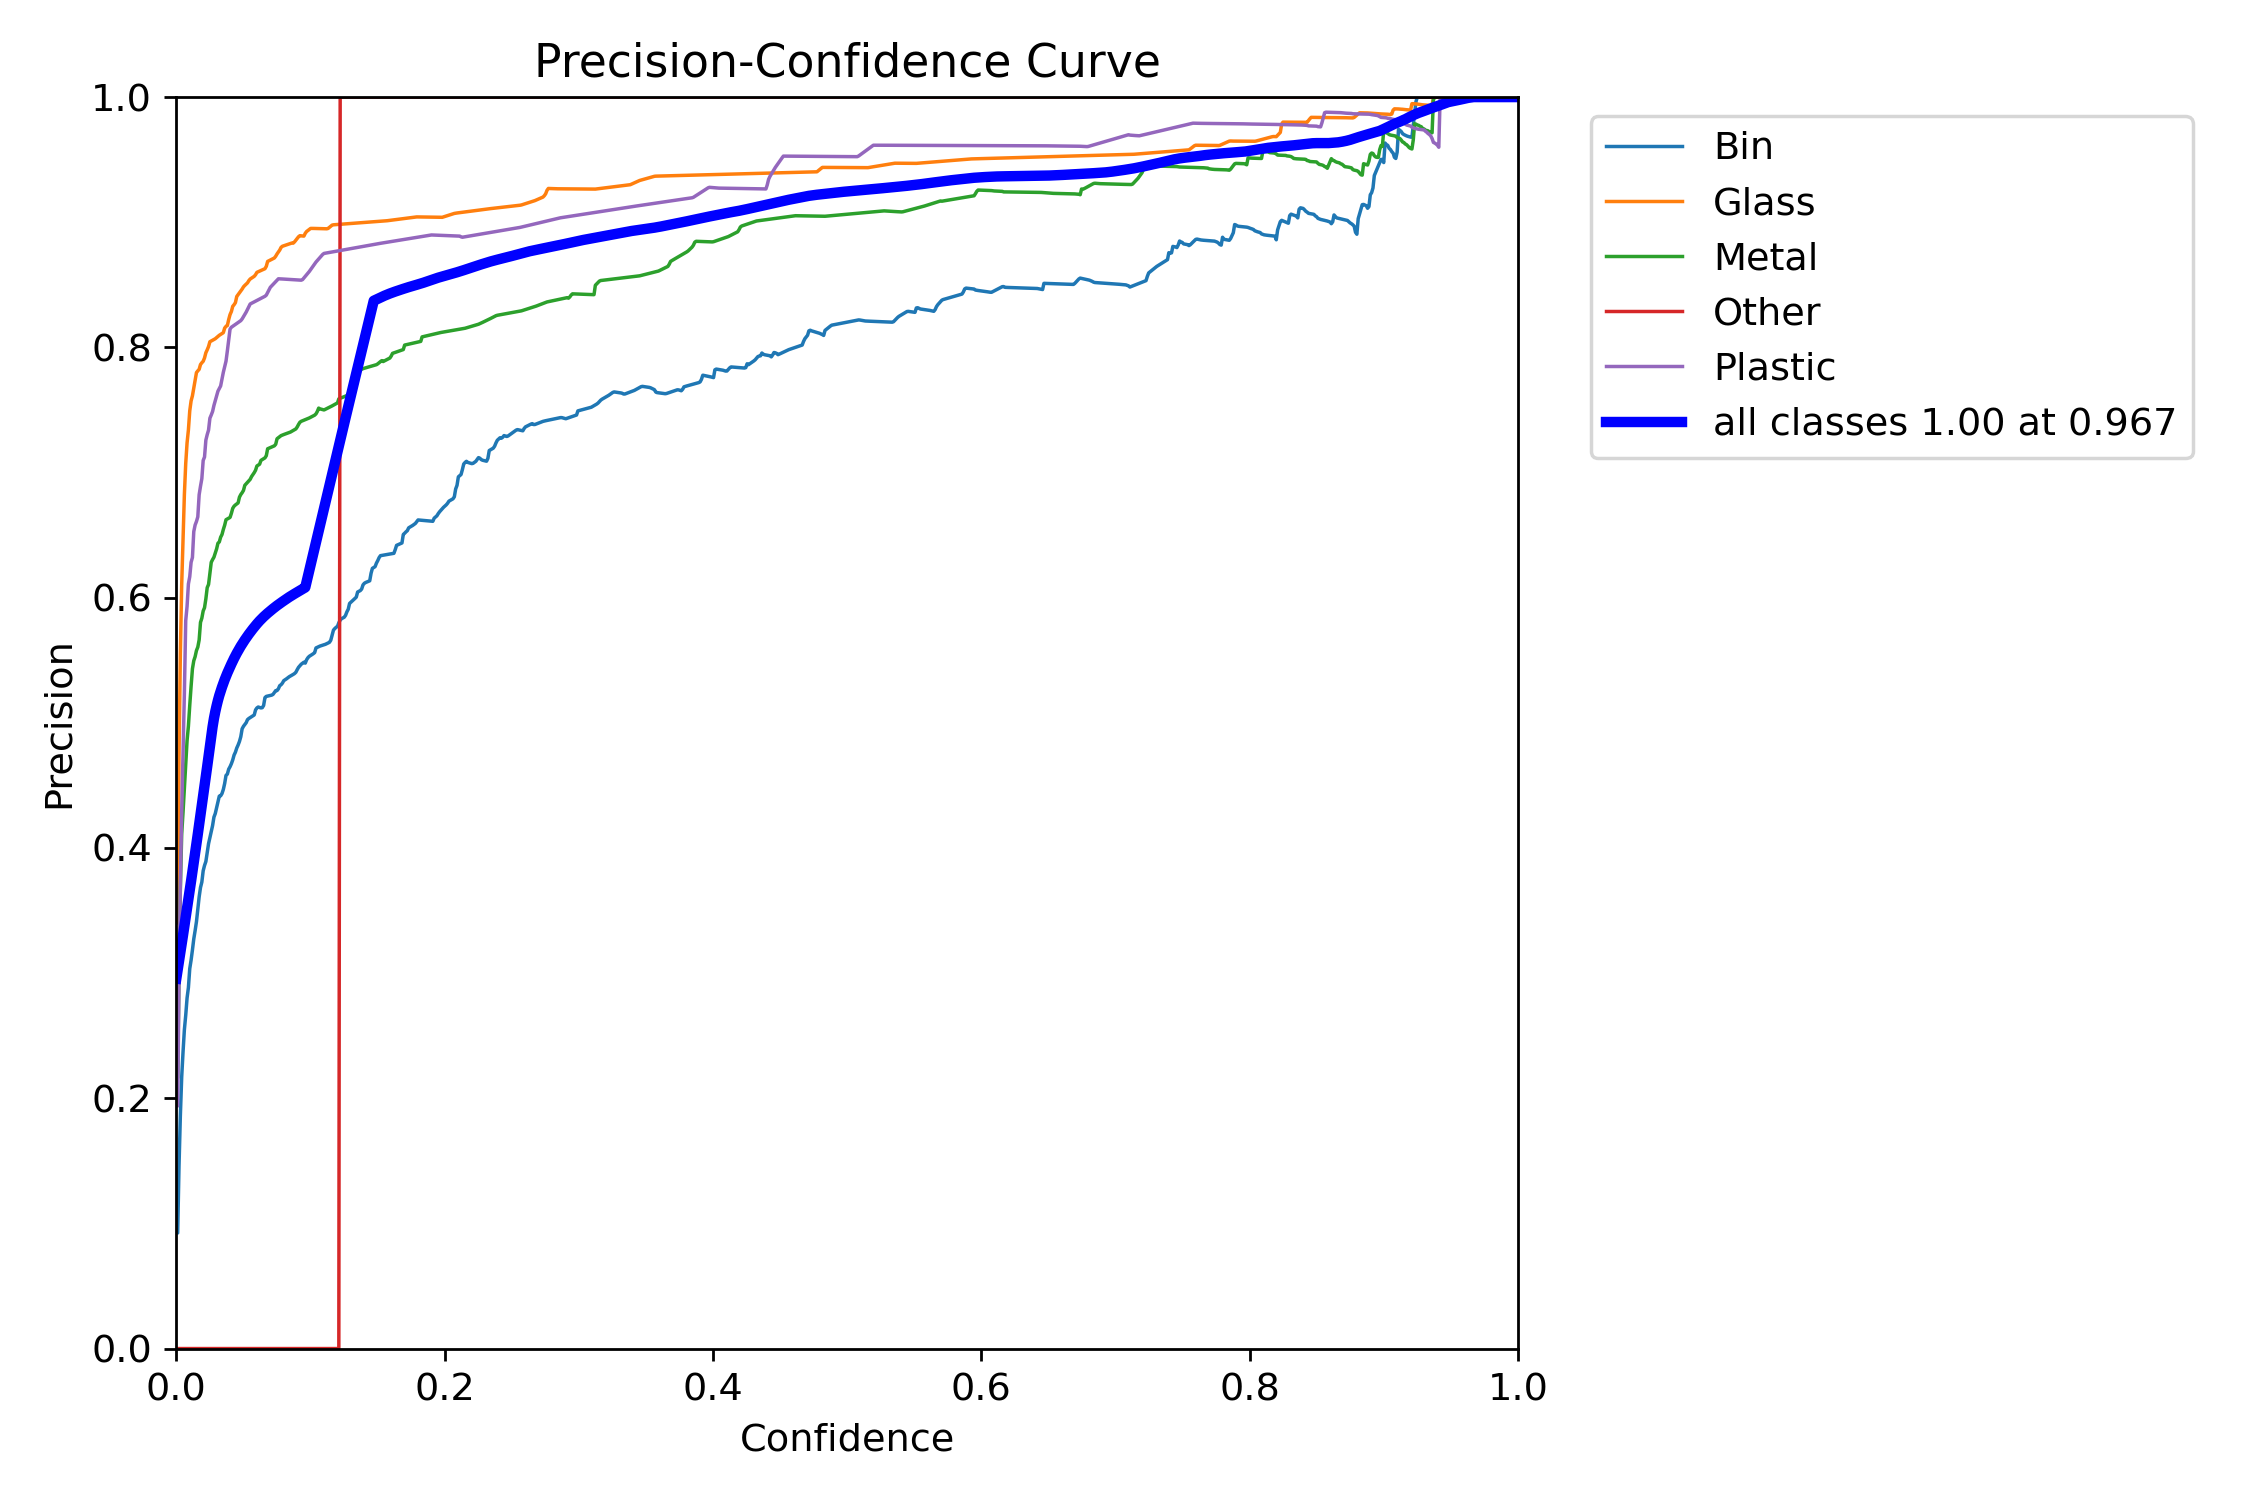 Precision-Confidence Curve
1.0
0.8
0.6
0.4
0.2
0.0
Precision
0.0 0.2 0.4 0.6 0.8 1.0
Confidence
Bin
Glass
Metal
Other
Plastic
all classes 1.00 at 0.967